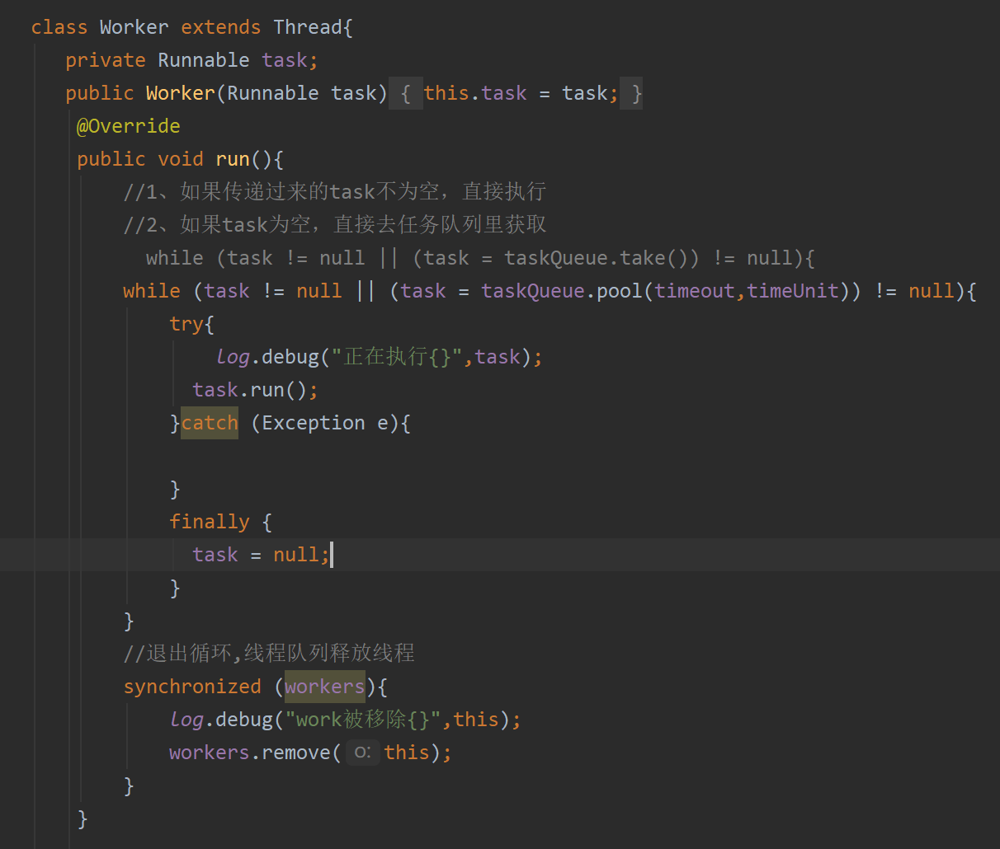 class Worker extends Thread{
private Runnable task;
public Worker(Runnable task) { this.task = task; }
@Override
public void run(){
//1、如果传递过来的task不为空，直接执行
//2、如果task为空，直接去任务队列里获取
while (task != null || (task = taskQueue.take()) != null){
while (task != null || (task = taskQueue.pool(timeout,timeUnit)) != null){
try{
log.debug("正在执行{}",task);
task.run();
}catch (Exception e){
}
finally {
task = null;
}
}
//退出循环,线程队列释放线程
synchronized (workers){
log.debug("work被移除{}",this);
workers.remove( o: this);
}
}